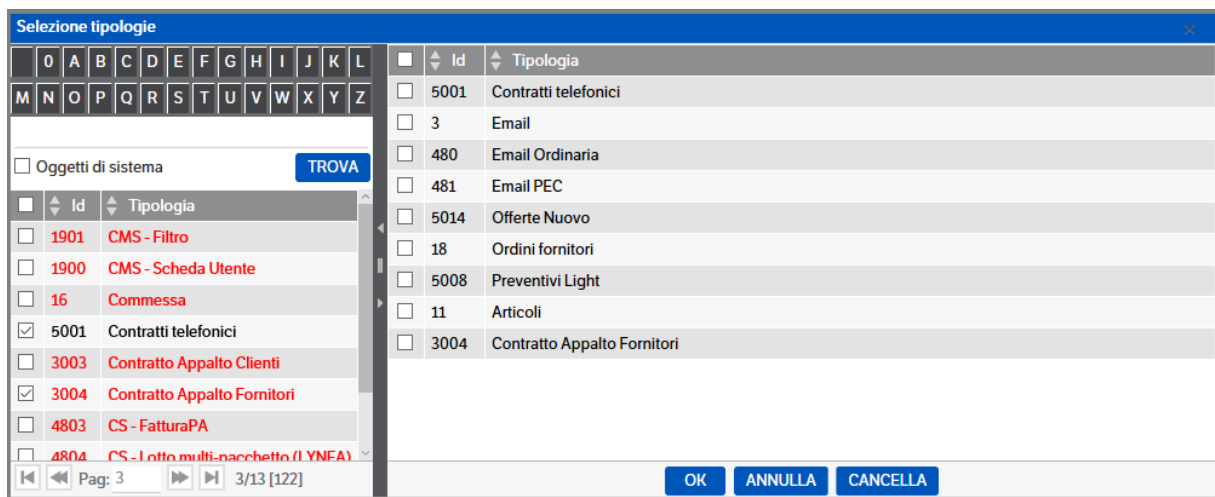 Selezione tipologie
0 A B C D E F G H I J K L
M N O P Q R S T U V W X Y Z
Oggetti di sistema TROVA
Id Tipologia
1901 CMS - Filtro
1900 CMS - Scheda Utente
16 Commessa
5001 Contratti telefonici
3003 Contratto Appalto Clienti
3004 Contratto Appalto Fornitori
4803 CS - FatturaPA
4804 CS - Lotto multi-pacchetto (LYNFA)
Pag: 3 3/13 [122]
Id Tipologia
5001 Contratti telefonici
3 Email
480 Email Ordinaria
481 Email PEC
5014 Offerte Nuovo
18 Ordini fornitori
5008 Preventivi Light
11 Articoli
3004 Contratto Appalto Fornitori
OK ANNULLA CANCELLA